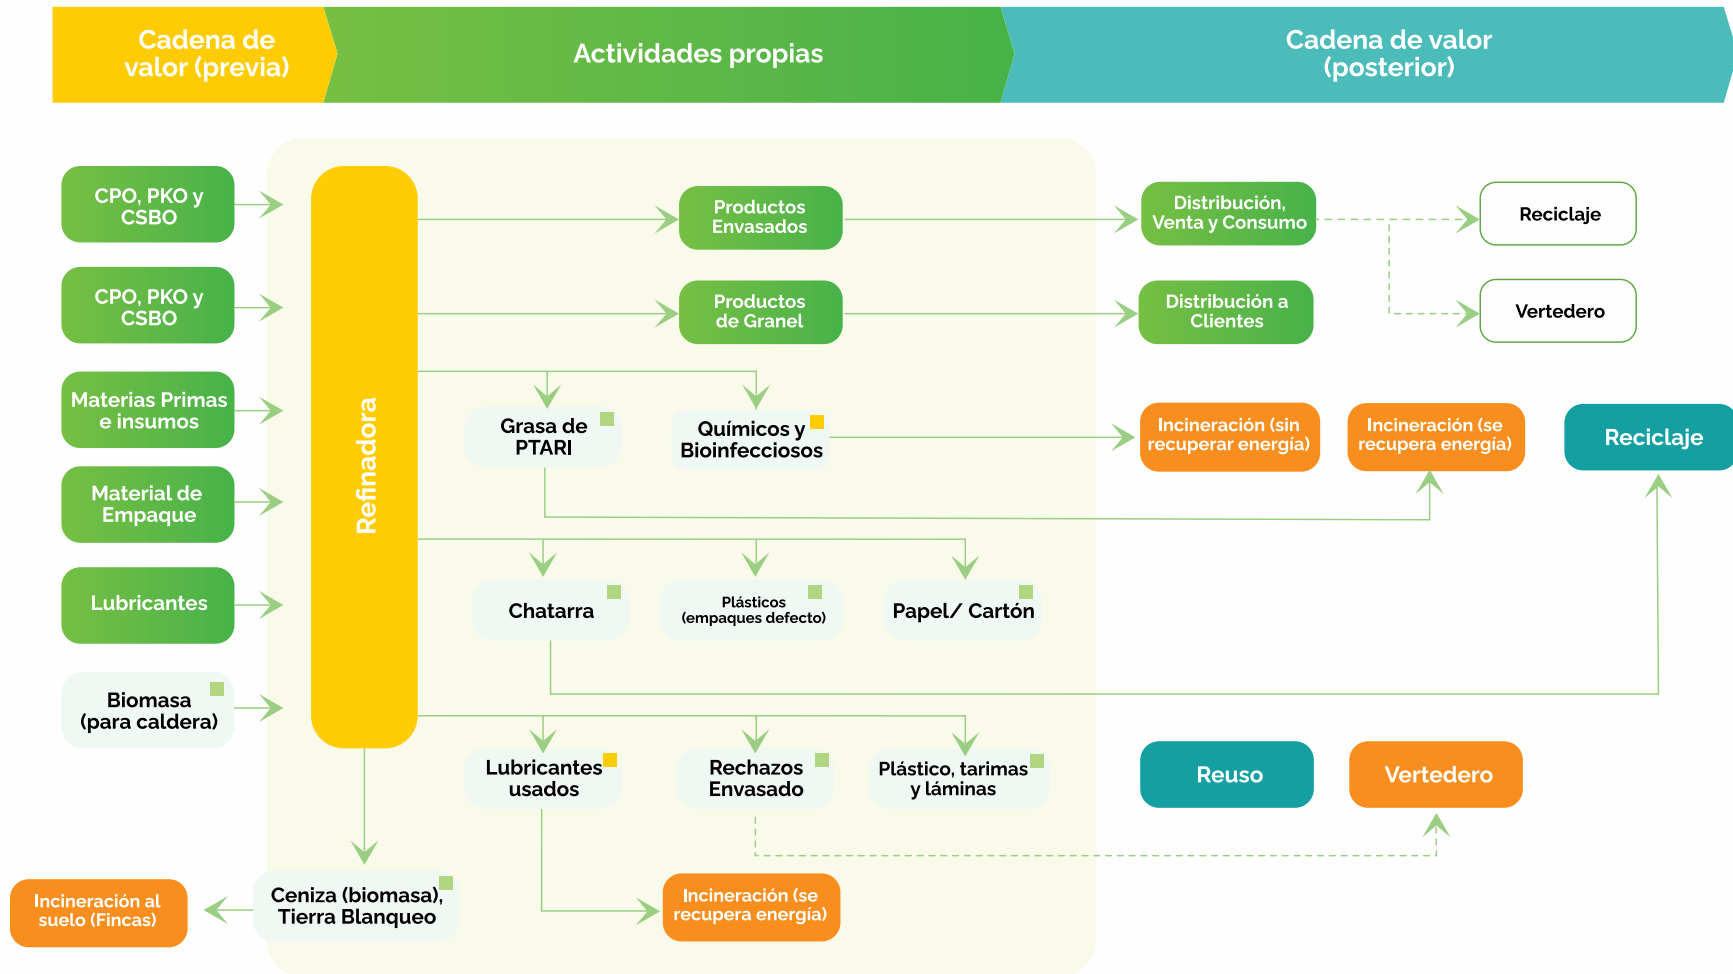 Cadena de
valor (previa)
Actividades propias
Cadena de valor
(posterior)
CPO, PKO y
CSBO
CPO, PKO y
CSBO
Materias Primas
e insumos
Material de
Empaque
Lubricantes
Biomasa
(para caldera)
Refinadora
Productos
Envasados
Distribución,
Venta y Consumo
Reciclaje
Productos
de Granel
Distribución a
Clientes
Vertedero
Grasa de
PTARI
Químicos y
Bioinfecciosos
Incineración (sin
recuperar energía)
Incineración (se
recupera energía)
Reciclaje
Chatarra
Plásticos
(empaques defecto)
Papel/ Cartón
Lubricantes
usados
Rechazos
Envasado
Plástico, tarimas
y láminas
Reuso
Vertedero
Incineración al
suelo (Fincas)
Ceniza (biomasa),
Tierra Blanqueo
Incineración (se
recupera energía)